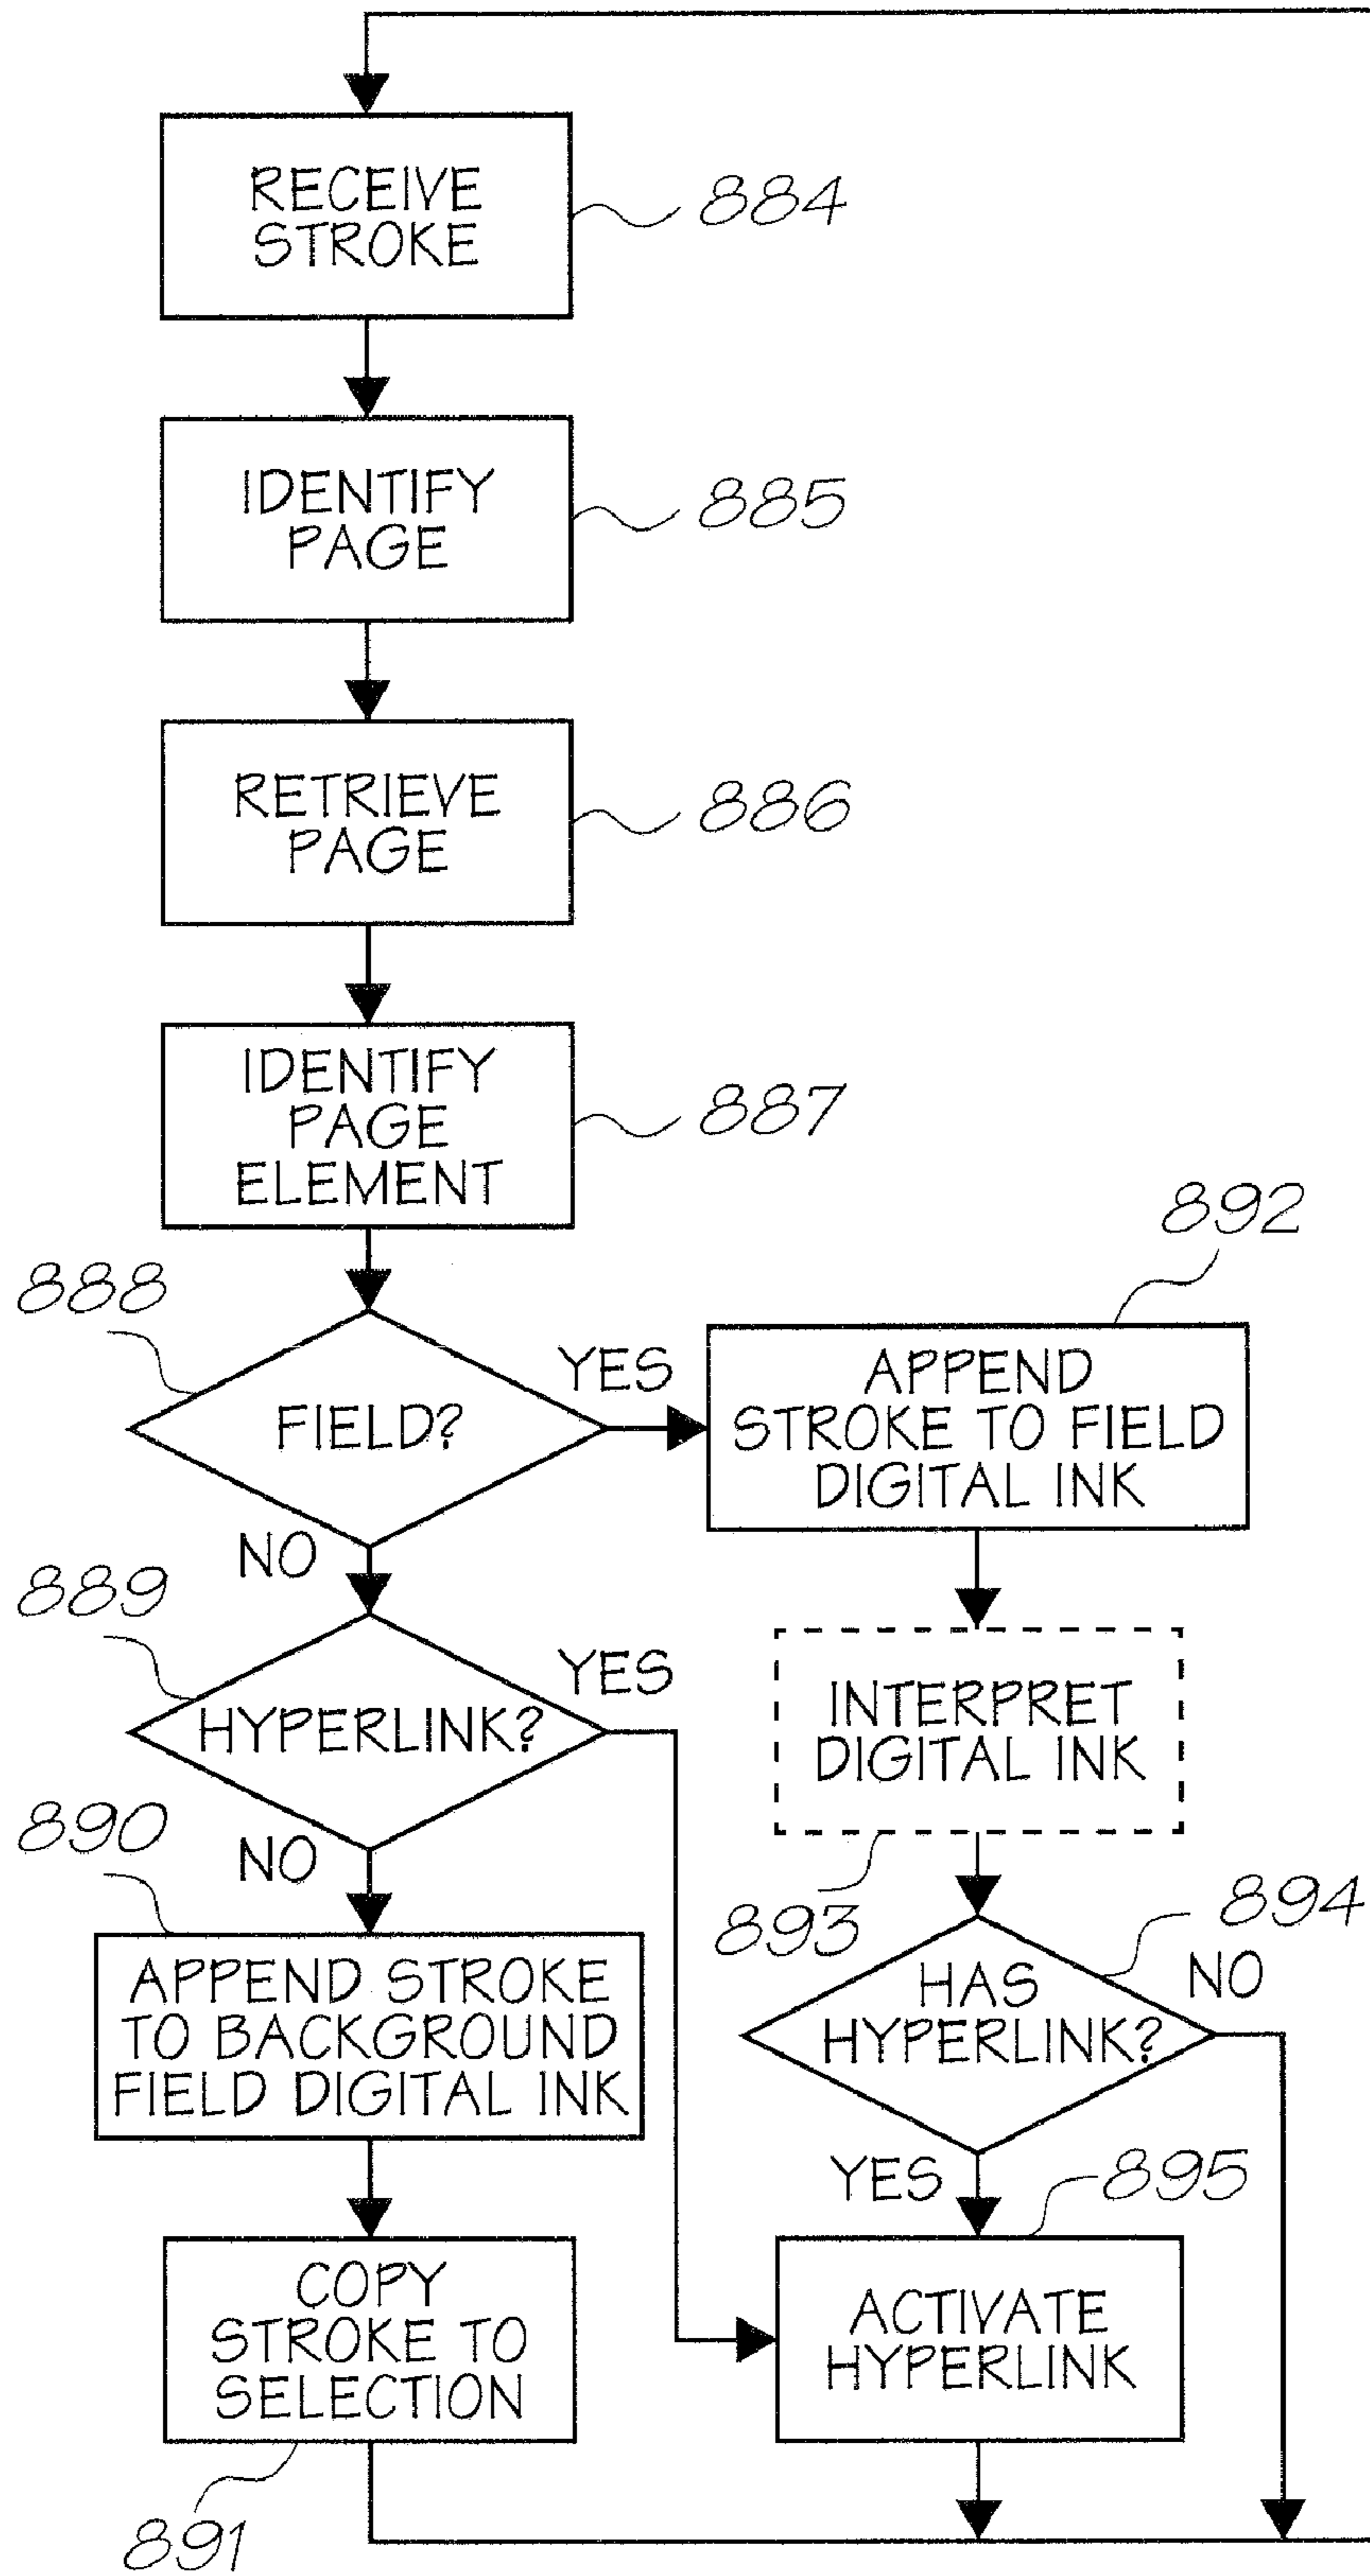 RECEIVE
STROKE
884
IDENTIFY
PAGE
885
RETRIEVE
PAGE
886
IDENTIFY
PAGE
ELEMENT
887
888
FIELD?
YES
NO
892
APPEND
STROKE TO FIELD
DIGITAL INK
889
HYPERLINK?
YES
NO
INTERPRET
DIGITAL INK
893
890
APPEND STROKE
TO BACKGROUND
FIELD DIGITAL INK
894
HAS
HYPERLINK?
NO
YES
895
COPY
STROKE TO
SELECTION
891
ACTIVATE
HYPERLINK